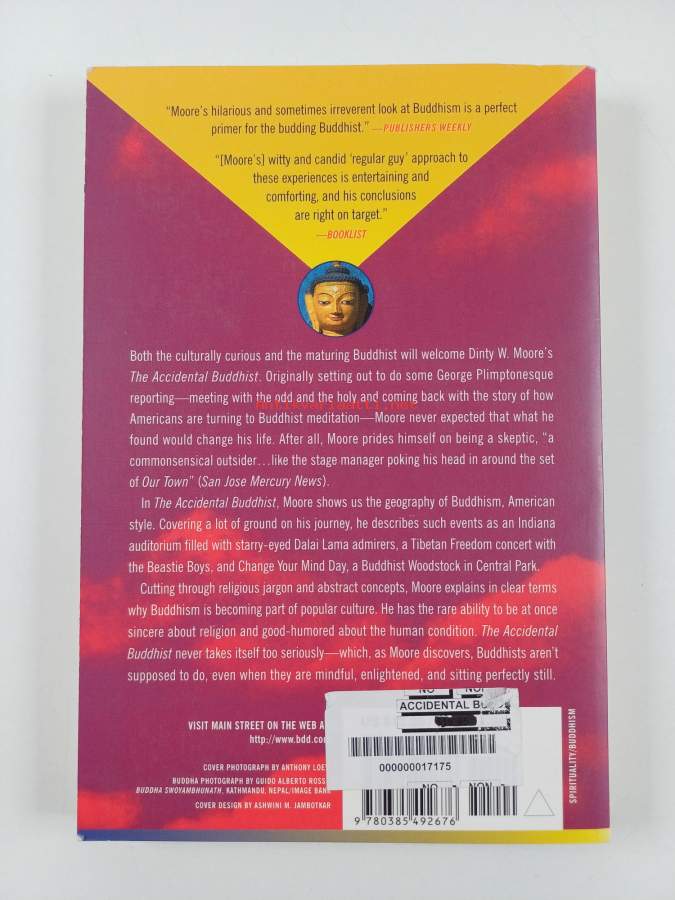 “Moore’s hilarious and sometimes irreverent look at Buddhism is a perfect
primer for the budding Buddhist.” —PUBLISHERS WEEKLY
“[Moore’s] witty and candid ‘regular guy’ approach to
these experiences is entertaining and
comforting, and his conclusions
are right on target.”
—BOOKLIST
Both the culturally curious and the maturing Buddhist will welcome Dinty W. Moore’s
The Accidental Buddhist. Originally setting out to do some George Plimptonesque
reporting—meeting with the odd and the holy and coming back with the story of how
Antikvariaatti.net
Americans are turning to Buddhist meditation—Moore never expected that what he
found would change his life. After all, Moore prides himself on being a skeptic, “a
commonsensical outsider...like the stage manager poking his head in around the set
of Our Town” (San Jose Mercury News).
In The Accidental Buddhist, Moore shows us the geography of Buddhism, American
style. Covering a lot of ground on his journey, he describes such events as an Indiana
auditorium filled with starry-eyed Dalai Lama admirers, a Tibetan Freedom concert with
the Beastie Boys, and Change Your Mind Day, a Buddhist Woodstock in Central Park.
Cutting through religious jargon and abstract concepts, Moore explains in clear terms
why Buddhism is becoming part of popular culture. He has the rare ability to be at once
sincere about religion and good-humored about the human condition. The Accidental
Buddhist never takes itself too seriously—which, as Moore discovers, Buddhists aren’t
supposed to do, even when they are mindful, enlightened, and sitting perfectly still.
VISIT MAIN STREET ON THE WEB
http://www.bdd.com
COVER PHOTOGRAPH BY ANTHONY
BUDDHA PHOTOGRAPH BY GUIDO ALBERTO
BUDDHA SWOYAMBHUNATH, KATHMANDU, NEPAL/IMAGE BANK
COVER DESIGN BY ASHWINI M. JAMBOTKAR
ACCIDENTAL
000000017175
9 780385 492676
SPIRITUALITY/BUDDHISM